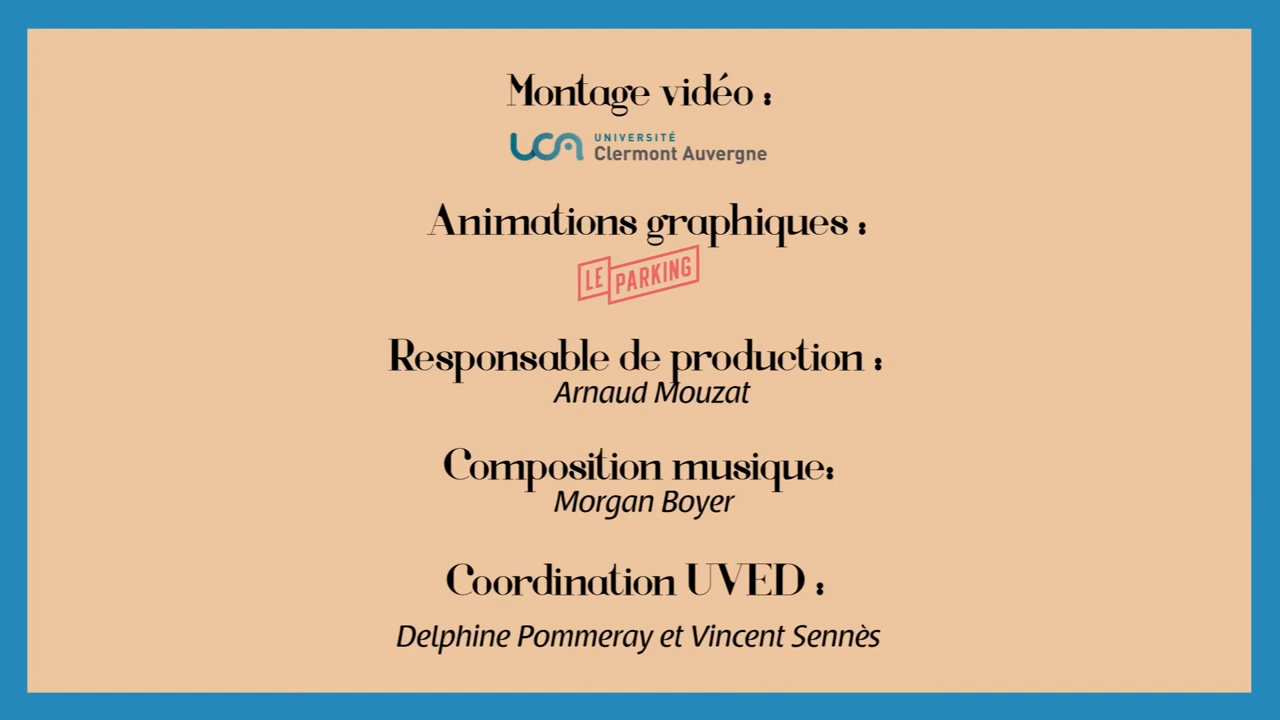 Montage vidéo :
UCA UNIVERSITÉ
Clermont Auvergne
Animations graphiques :
LE PARKING
Responsable de production :
Arnaud Mouzat
Composition musique:
Morgan Boyer
Coordination UVED :
Delphine Pommeray et Vincent Sennès